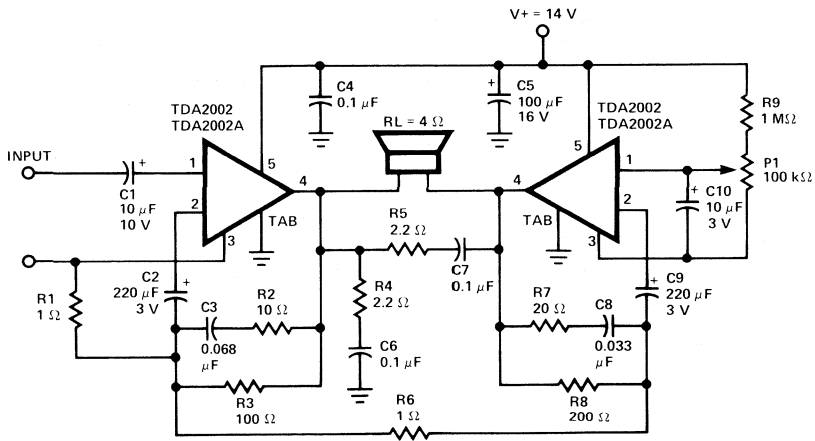 V+ = 14 V
C4
0.1 μF
+
C5
100 μF
16 V
TDA2002
TDA2002A
RL = 4 Ω
TDA2002
TDA2002A
R9
1 MΩ
INPUT
+
C1
10 μF
10 V
1
2
3
4
5
TAB
4
5
1
2
3
TAB
P1
100 kΩ
+
C10
10 μF
3 V
R5
2.2 Ω
C7
0.1 μF
R1
1 Ω
C2
220 μF
3 V
+
C3
0.068
μF
R2
10 Ω
R4
2.2 Ω
C6
0.1 μF
R7
20 Ω
C8
0.033
μF
+
C9
220 μF
3 V
R3
100 Ω
R6
1 Ω
R8
200 Ω